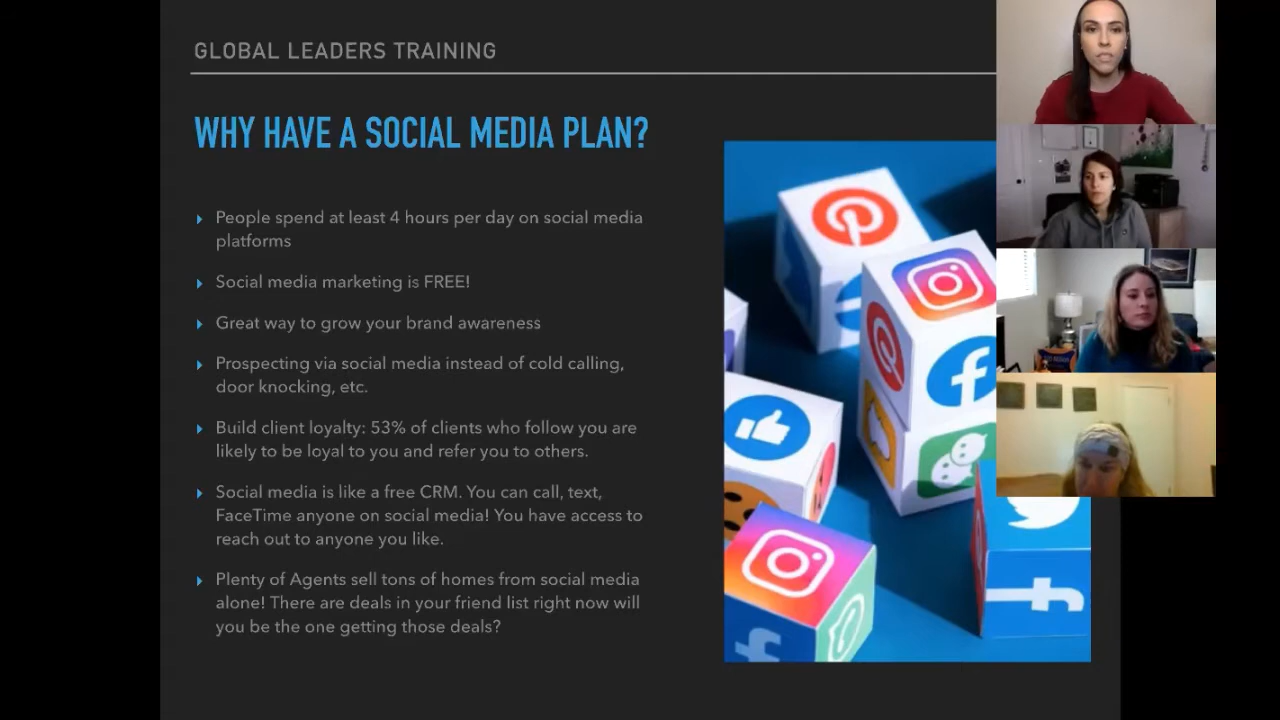 GLOBAL LEADERS TRAINING
WHY HAVE A SOCIAL MEDIA PLAN?
People spend at least 4 hours per day on social media
platforms
Social media marketing is FREE!
Great way to grow your brand awareness
Prospecting via social media instead of cold calling,
door knocking, etc.
Build client loyalty: 53% of clients who follow you are
likely to be loyal to you and refer you to others.
Social media is like a free CRM. You can call, text,
FaceTime anyone on social media! You have access to
reach out to anyone you like.
Plenty of Agents sell tons of homes from social media
alone! There are deals in your friend list right now will
you be the one getting those deals?